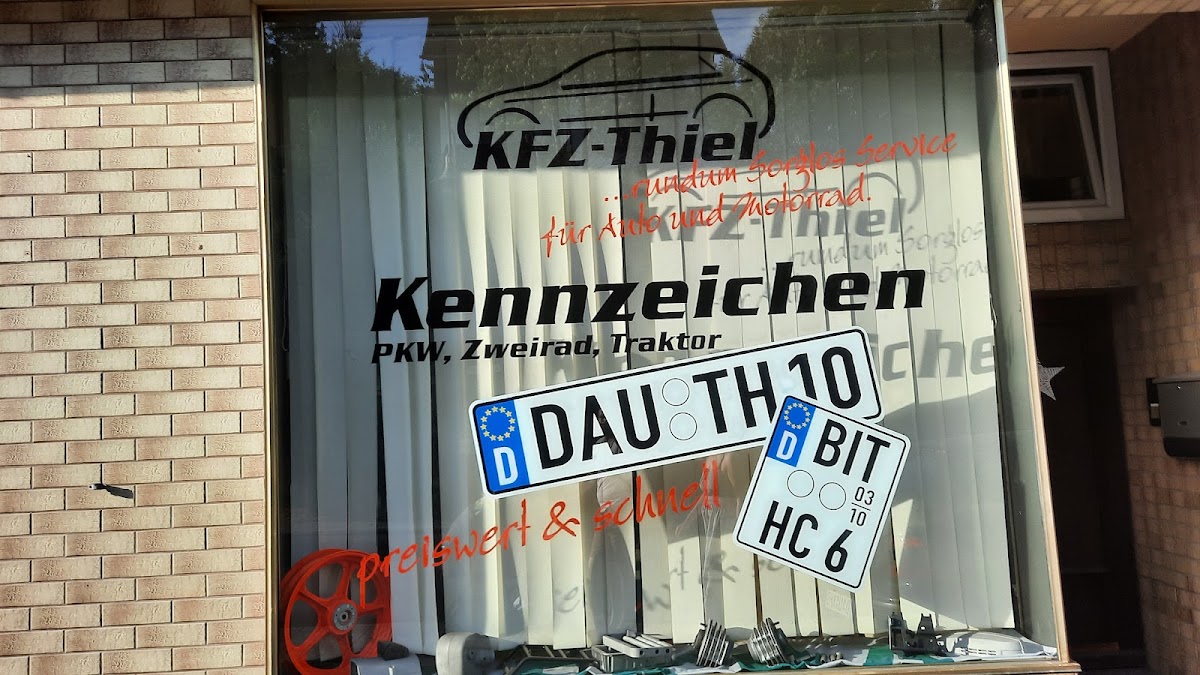 KFZ-Thiel
...rundum Sorglos Service
für Auto und Motorrad.
Kennzeichen
PKW, Zweirad, Traktor
D DAU TH 10
D BIT
03
10
HC 6
preiswert & schnell